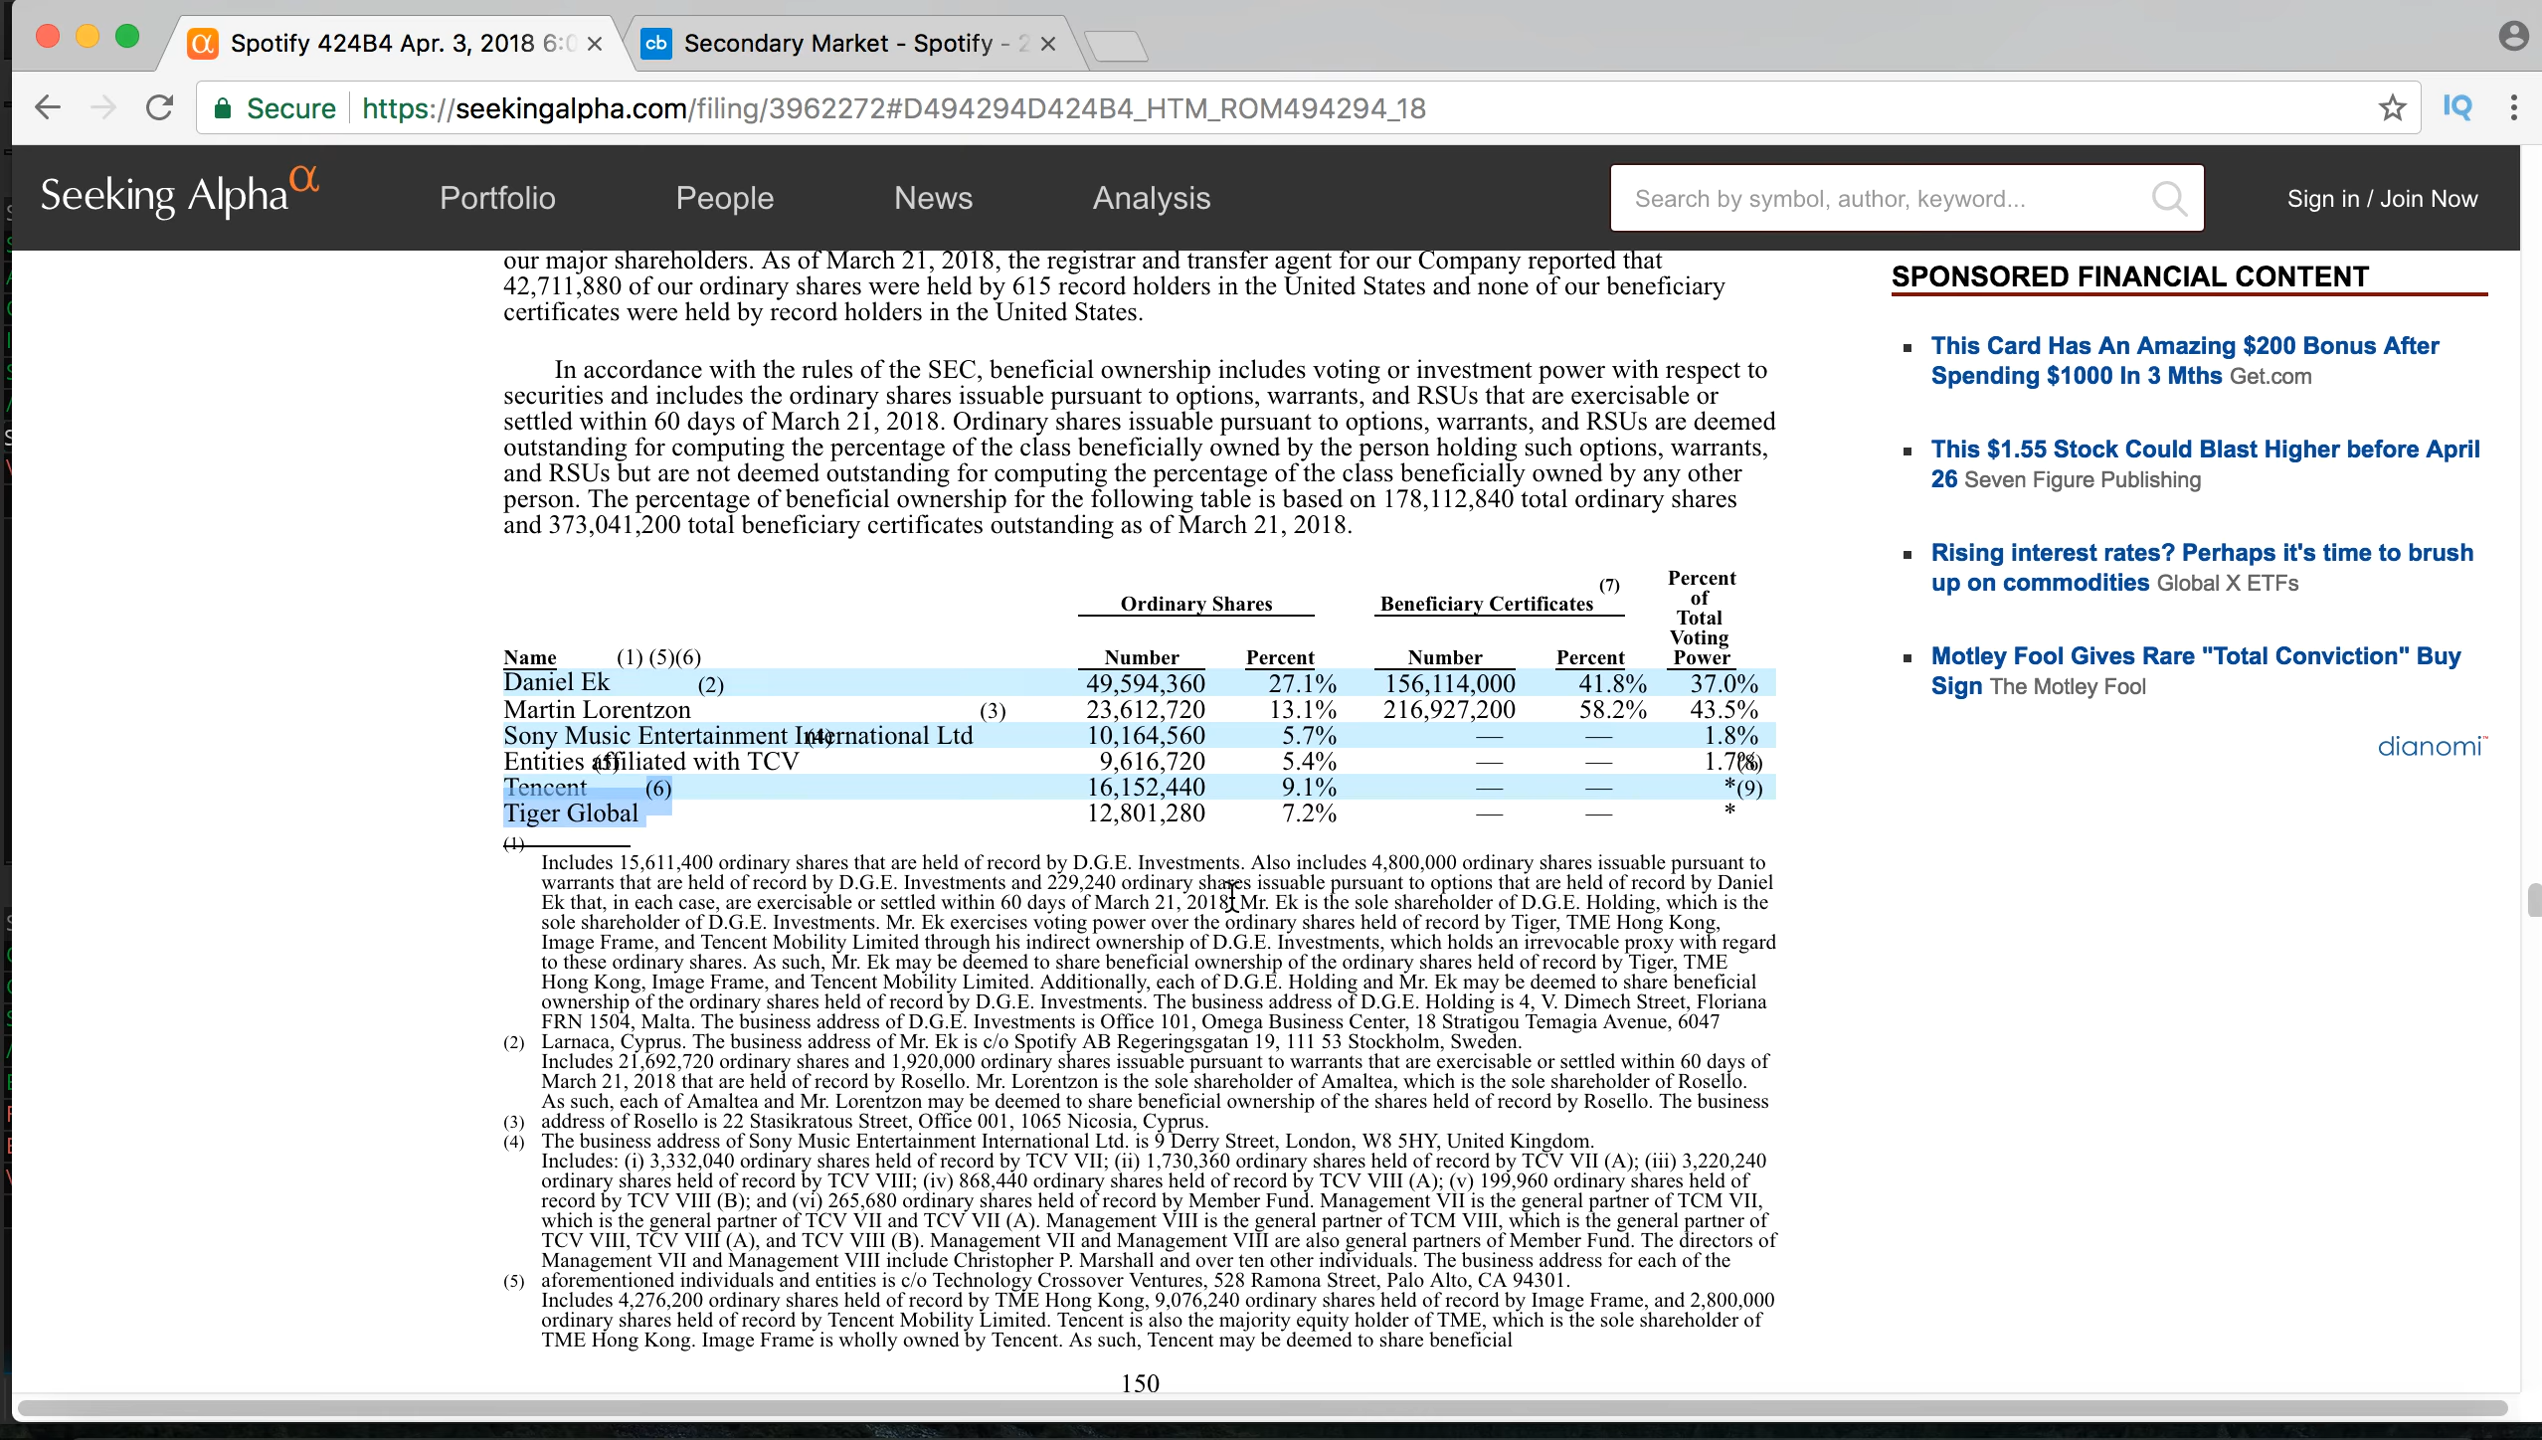 Spotify 424B4 Apr. 3, 2018 6:0
cb Secondary Market - Spotify - 2
Secure https://seekingalpha.com/filing/3962272#D494294D424B4_HTM_ROM494294_18
IQ
Seeking Alpha α
Portfolio People News Analysis
Search by symbol, author, keyword...
Sign in / Join Now
our major shareholders. As of March 21, 2018, the registrar and transfer agent for our Company reported that
42,711,880 of our ordinary shares were held by 615 record holders in the United States and none of our beneficiary
certificates were held by record holders in the United States.
In accordance with the rules of the SEC, beneficial ownership includes voting or investment power with respect to
securities and includes the ordinary shares issuable pursuant to options, warrants, and RSUs that are exercisable or
settled within 60 days of March 21, 2018. Ordinary shares issuable pursuant to options, warrants, and RSUs are deemed
outstanding for computing the percentage of the class beneficially owned by the person holding such options, warrants,
and RSUs but are not deemed outstanding for computing the percentage of the class beneficially owned by any other
person. The percentage of beneficial ownership for the following table is based on 178,112,840 total ordinary shares
and 373,041,200 total beneficiary certificates outstanding as of March 21, 2018.
Ordinary Shares Beneficiary Certificates (7) Percent
of
Total
Voting
Name (1) (5)(6) Number Percent Number Percent Power
Daniel Ek (2) 49,594,360 27.1% 156,114,000 41.8% 37.0%
Martin Lorentzon (3) 23,612,720 13.1% 216,927,200 58.2% 43.5%
Sony Music Entertainment International Ltd (4) 10,164,560 5.7% — — 1.8%
Entities affiliated with TCV (5) 9,616,720 5.4% — — 1.7% (8)
Tencent (6) 16,152,440 9.1% — — *(9)
Tiger Global 12,801,280 7.2% — — *
(1)
Includes 15,611,400 ordinary shares that are held of record by D.G.E. Investments. Also includes 4,800,000 ordinary shares issuable pursuant to
warrants that are held of record by D.G.E. Investments and 229,240 ordinary shares issuable pursuant to options that are held of record by Daniel
Ek that, in each case, are exercisable or settled within 60 days of March 21, 2018. Mr. Ek is the sole shareholder of D.G.E. Holding, which is the
sole shareholder of D.G.E. Investments. Mr. Ek exercises voting power over the ordinary shares held of record by Tiger, TME Hong Kong,
Image Frame, and Tencent Mobility Limited through his indirect ownership of D.G.E. Investments, which holds an irrevocable proxy with regard
to these ordinary shares. As such, Mr. Ek may be deemed to share beneficial ownership of the ordinary shares held of record by Tiger, TME
Hong Kong, Image Frame, and Tencent Mobility Limited. Additionally, each of D.G.E. Holding and Mr. Ek may be deemed to share beneficial
ownership of the ordinary shares held of record by D.G.E. Investments. The business address of D.G.E. Holding is 4, V. Dimech Street, Floriana
FRN 1504, Malta. The business address of D.G.E. Investments is Office 101, Omega Business Center, 18 Stratigou Temagia Avenue, 6047
(2) Larnaca, Cyprus. The business address of Mr. Ek is c/o Spotify AB Regeringsgatan 19, 111 53 Stockholm, Sweden.
Includes 21,692,720 ordinary shares and 1,920,000 ordinary shares issuable pursuant to warrants that are exercisable or settled within 60 days of
March 21, 2018 that are held of record by Rosello. Mr. Lorentzon is the sole shareholder of Amaltea, which is the sole shareholder of Rosello.
As such, each of Amaltea and Mr. Lorentzon may be deemed to share beneficial ownership of the shares held of record by Rosello. The business
(3) address of Rosello is 22 Stasikratous Street, Office 001, 1065 Nicosia, Cyprus.
(4) The business address of Sony Music Entertainment International Ltd. is 9 Derry Street, London, W8 5HY, United Kingdom.
Includes: (i) 3,332,040 ordinary shares held of record by TCV VII; (ii) 1,730,360 ordinary shares held of record by TCV VII (A); (iii) 3,220,240
ordinary shares held of record by TCV VIII; (iv) 868,440 ordinary shares held of record by TCV VIII (A); (v) 199,960 ordinary shares held of
record by TCV VIII (B); and (vi) 265,680 ordinary shares held of record by Member Fund. Management VII is the general partner of TCM VII,
which is the general partner of TCV VII and TCV VII (A). Management VIII is the general partner of TCM VIII, which is the general partner of
TCV VIII, TCV VIII (A), and TCV VIII (B). Management VII and Management VIII are also general partners of Member Fund. The directors of
Management VII and Management VIII include Christopher P. Marshall and over ten other individuals. The business address for each of the
(5) aforementioned individuals and entities is c/o Technology Crossover Ventures, 528 Ramona Street, Palo Alto, CA 94301.
Includes 4,276,200 ordinary shares held of record by TME Hong Kong, 9,076,240 ordinary shares held of record by Image Frame, and 2,800,000
ordinary shares held of record by Tencent Mobility Limited. Tencent is also the majority equity holder of TME, which is the sole shareholder of
TME Hong Kong. Image Frame is wholly owned by Tencent. As such, Tencent may be deemed to share beneficial
150
SPONSORED FINANCIAL CONTENT
This Card Has An Amazing $200 Bonus After
Spending $1000 In 3 Mths Get.com
This $1.55 Stock Could Blast Higher before April
26 Seven Figure Publishing
Rising interest rates? Perhaps it's time to brush
up on commodities Global X ETFs
Motley Fool Gives Rare "Total Conviction" Buy
Sign The Motley Fool
dianomi™